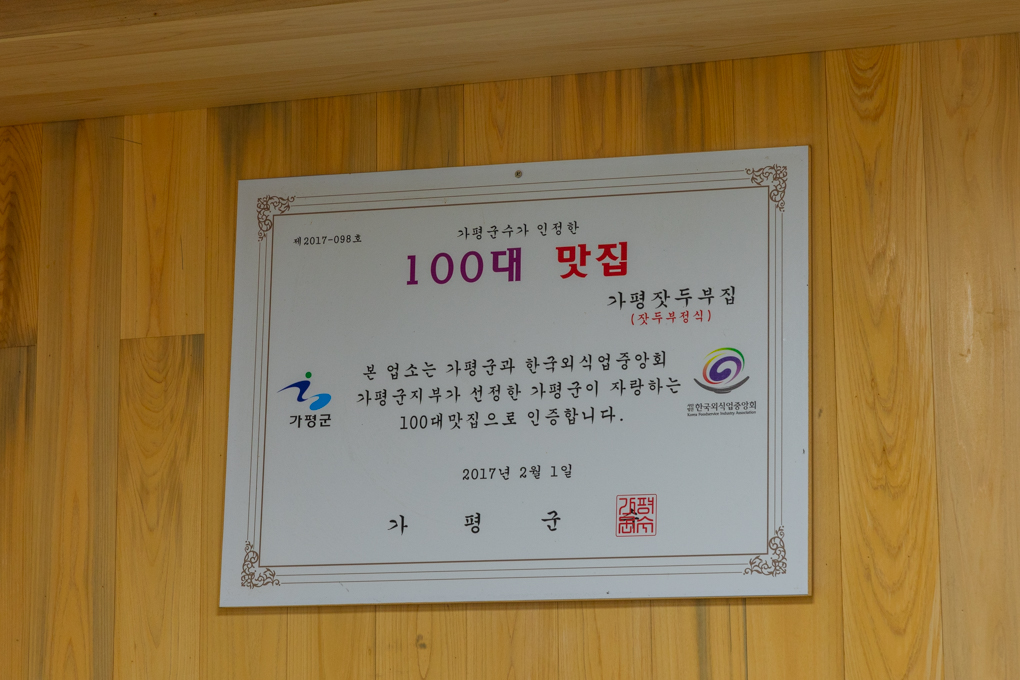 제2017-098호
가평군수가 인정한
100대 맛집
가평잣두부집
(잣두부정식)
본 업소는 가평군과 한국외식업중앙회
가평군지부가 선정한 가평군이 자랑하는
100대맛집으로 인증합니다.
가평군
한국외식업중앙회
Korea Foodservice Industry Association
2017년 2월 1일
가 평 군